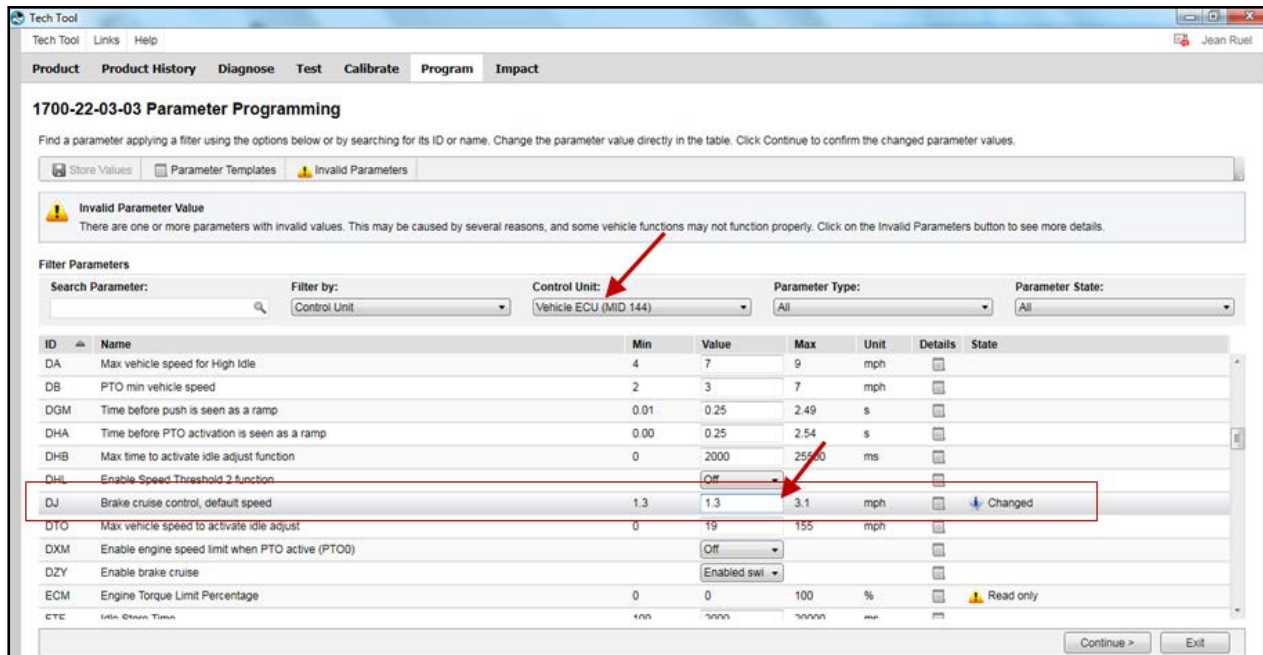 Tech Tool
Tech Tool Links Help Jean Ruel
Product Product History Diagnose Test Calibrate Program Impact
1700-22-03-03 Parameter Programming
Find a parameter applying a filter using the options below or by searching for its ID or name. Change the parameter value directly in the table. Click Continue to confirm the changed parameter values.
Store Values Parameter Templates Invalid Parameters
Invalid Parameter Value
There are one or more parameters with invalid values. This may be caused by several reasons, and some vehicle functions may not function properly. Click on the Invalid Parameters button to see more details.
Filter Parameters
Search Parameter: Filter by: Control Unit: Parameter Type: Parameter State:
Control Unit Vehicle ECU (MID 144) All All
ID Name Min Value Max Unit Details State
DA Max vehicle speed for High Idle 4 7 9 mph
DB PTO min vehicle speed 2 3 7 mph
DGM Time before push is seen as a ramp 0.01 0.25 2.49 s
DHA Time before PTO activation is seen as a ramp 0.00 0.25 2.54 s
DHB Max time to activate idle adjust function 0 2000 25500 ms
DHL Enable Speed Threshold 2 function Off
DJ Brake cruise control, default speed 1.3 1.3 3.1 mph Changed
DTO Max vehicle speed to activate idle adjust 0 19 155 mph
DXM Enable engine speed limit when PTO active (PTO0) Off
DZY Enable brake cruise Enabled swi
ECM Engine Torque Limit Percentage 0 0 100 % Read only
Idle Store Time 100 2000 20000 ms
Continue > Exit